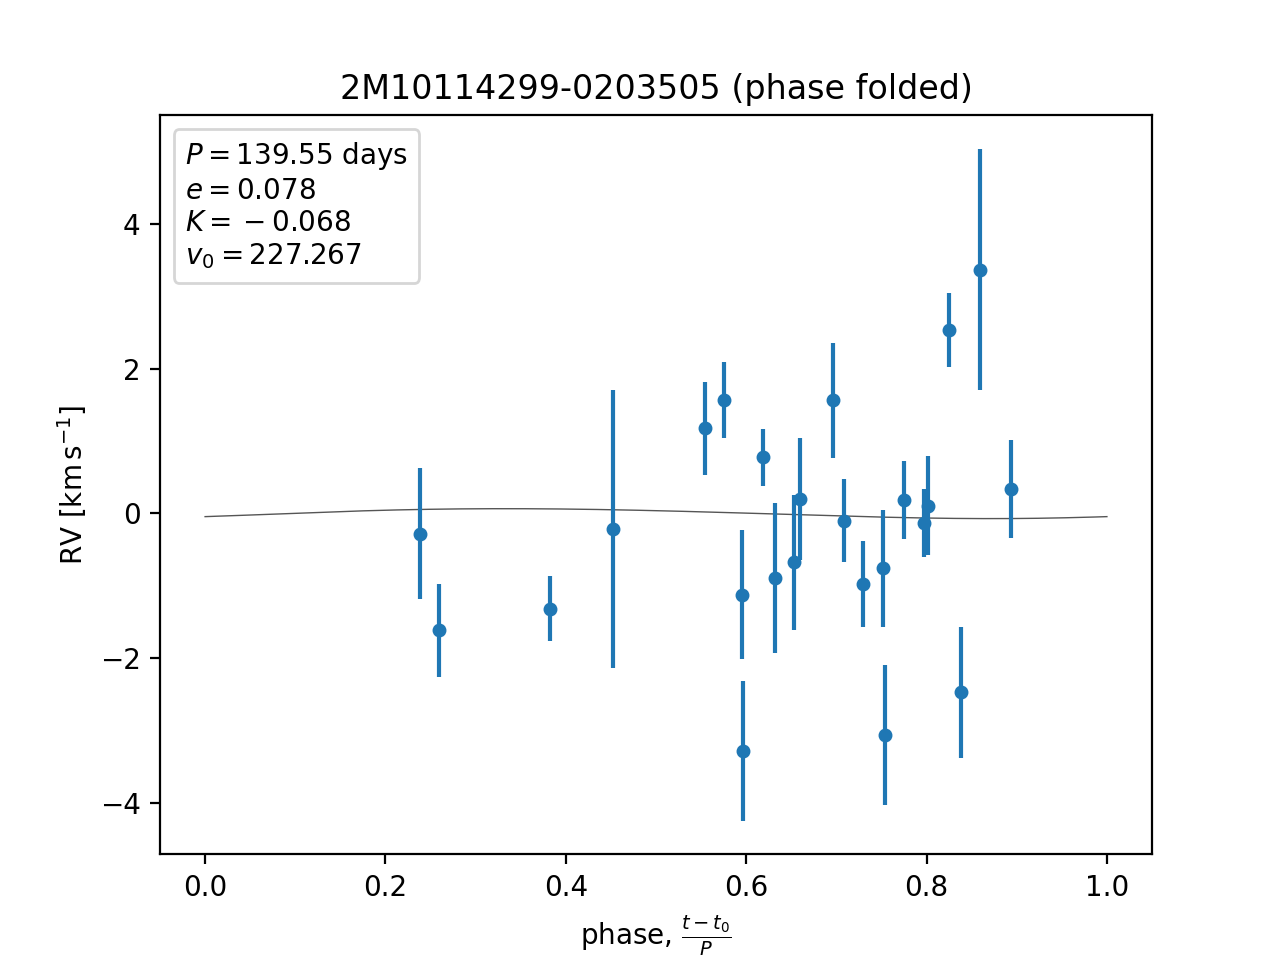 2M10114299-0203505 (phase folded)
P = 139.55 days
e = 0.078
K = −0.068
v₀ = 227.267
RV [km s⁻¹]
4
2
0
−2
−4
0.0 0.2 0.4 0.6 0.8 1.0
phase, (t − t₀)/P